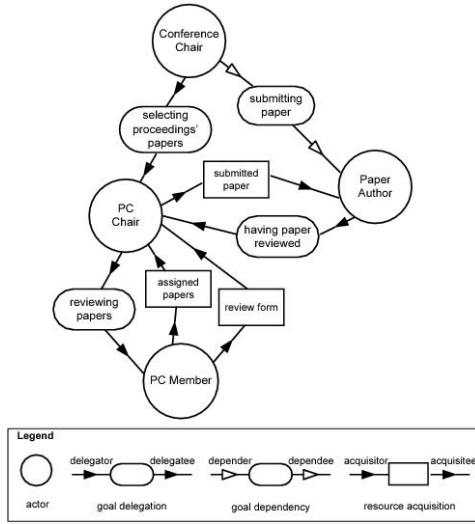 Conference
Chair
submitting
paper
selecting
proceedings'
papers
submitted
paper
Paper
Author
PC
Chair
having paper
reviewed
assigned
papers
reviewing
papers
review form
PC Member
Legend
delegator
delegatee
depender
dependee
acquisitor
acquisitee
actor
goal delegation
goal dependency
resource acquisition